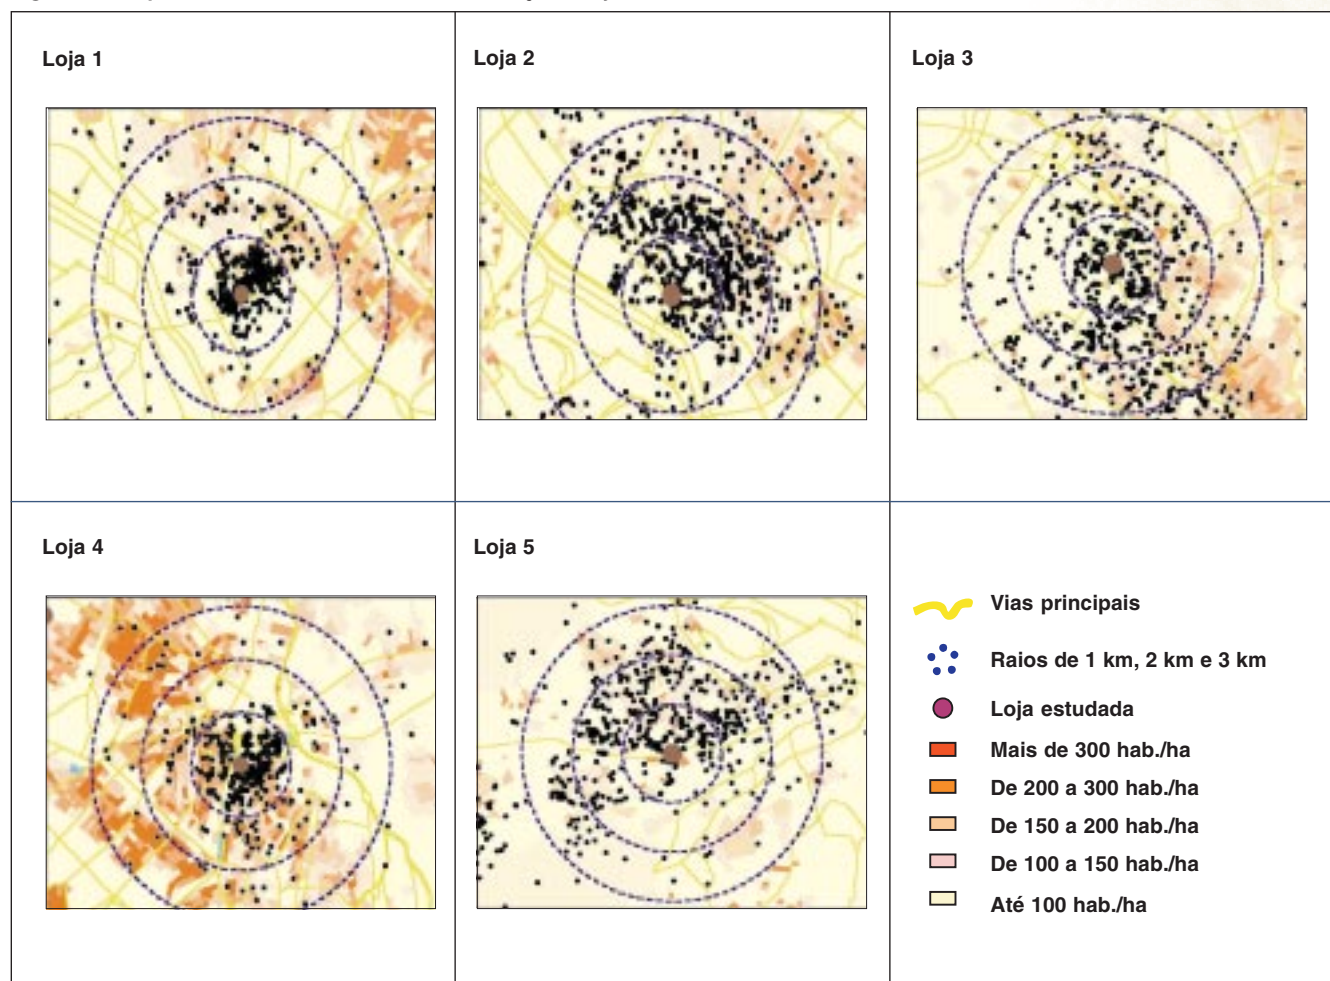 Loja 1
Loja 2
Loja 3
Loja 4
Loja 5
Vias principais
Raios de 1 km, 2 km e 3 km
Loja estudada
Mais de 300 hab./ha
De 200 a 300 hab./ha
De 150 a 200 hab./ha
De 100 a 150 hab./ha
Até 100 hab./ha